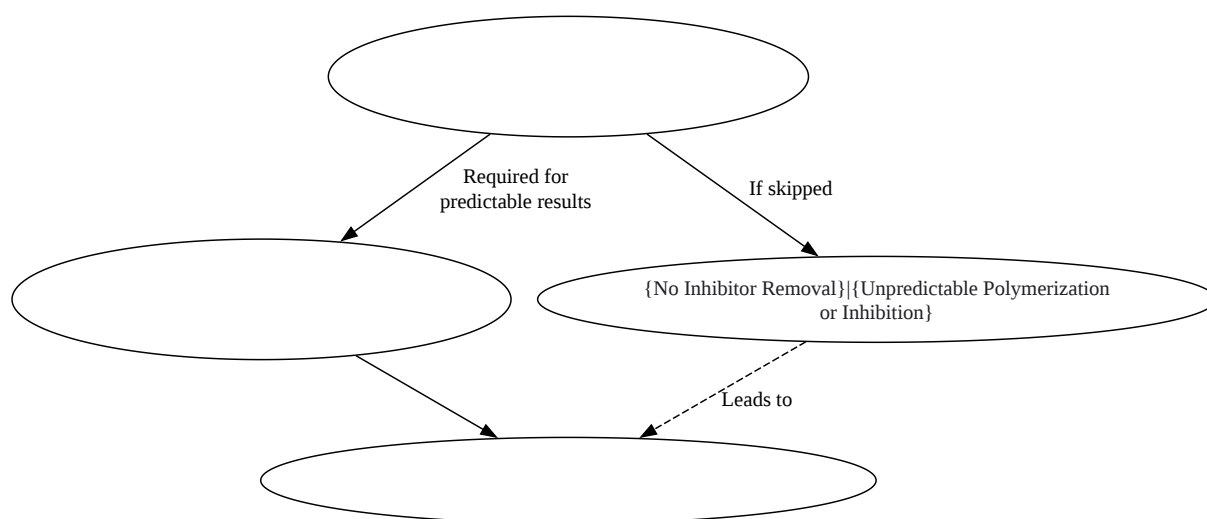 Required for
predictable results
If skipped
{No Inhibitor Removal}|{Unpredictable Polymerization
or Inhibition}
Leads to